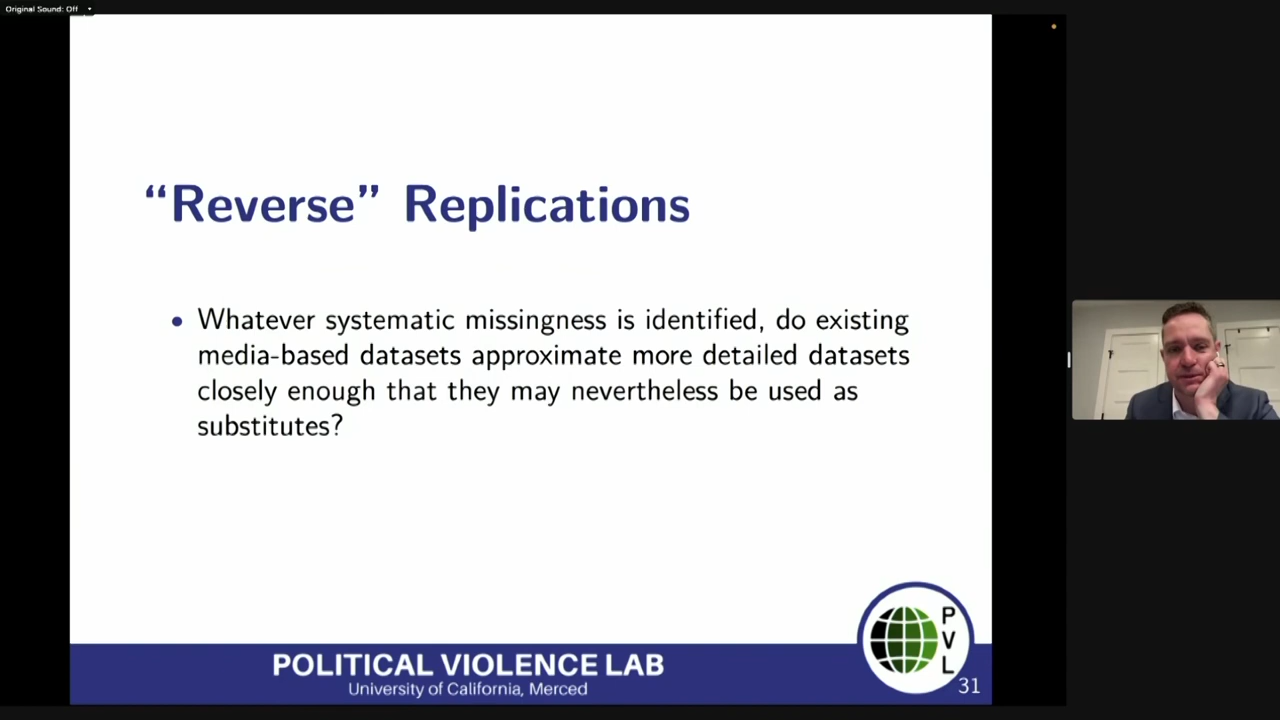 Original Sound: Off
“Reverse” Replications
• Whatever systematic missingness is identified, do existing
media-based datasets approximate more detailed datasets
closely enough that they may nevertheless be used as
substitutes?
P
V
L
POLITICAL VIOLENCE LAB
University of California, Merced
31